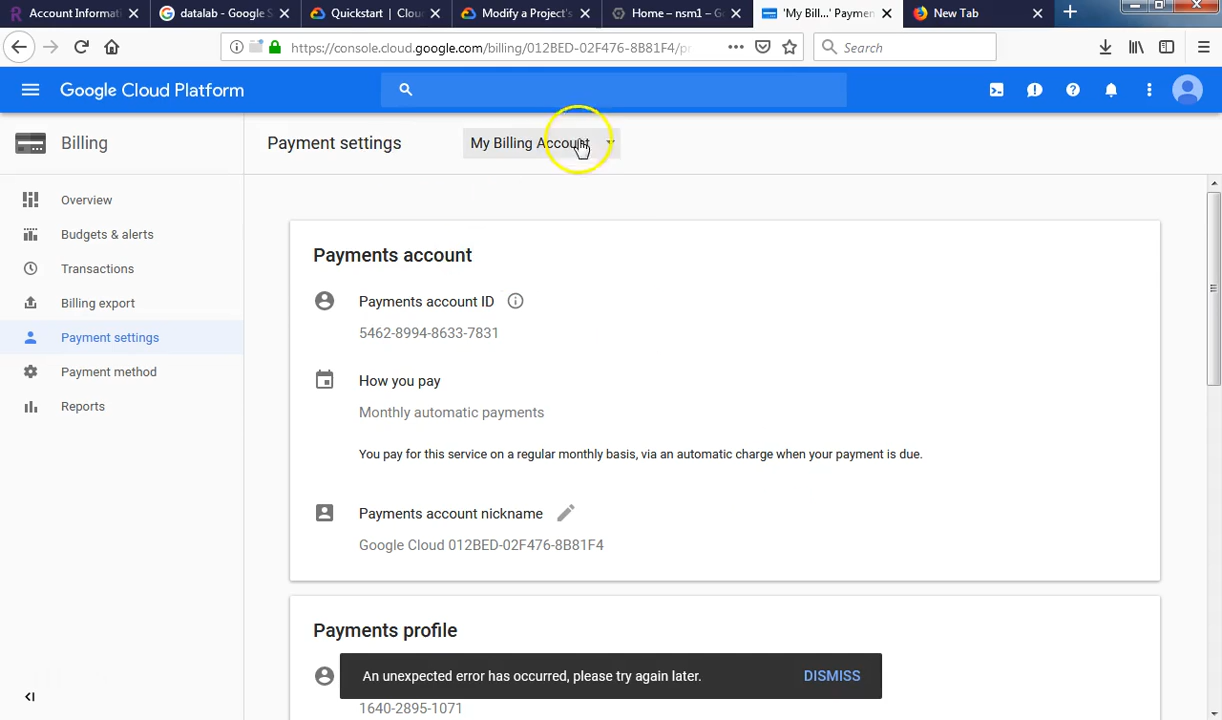 Account Informati
datalab - Google S
Quickstart | Clou
Modify a Project's
Home – nsm1 – G
'My Bill...' Paymen
New Tab
https://console.cloud.google.com/billing/012BED-02F476-8B81F4/pr
Search
Google Cloud Platform
Billing
Payment settings
My Billing Account
Overview
Budgets & alerts
Transactions
Billing export
Payment settings
Payment method
Reports
Payments account
Payments account ID
5462-8994-8633-7831
How you pay
Monthly automatic payments
You pay for this service on a regular monthly basis, via an automatic charge when your payment is due.
Payments account nickname
Google Cloud 012BED-02F476-8B81F4
Payments profile
An unexpected error has occurred, please try again later.
DISMISS
1640-2895-1071